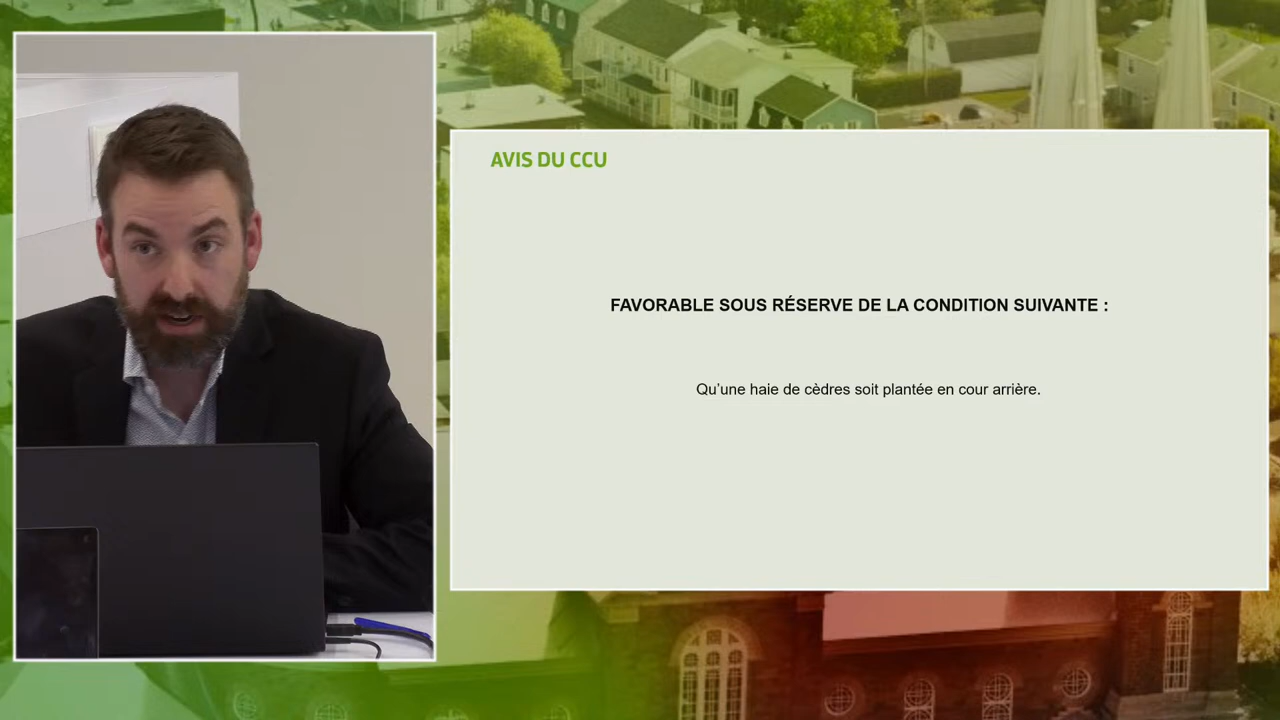 AVIS DU CCU
FAVORABLE SOUS RÉSERVE DE LA CONDITION SUIVANTE :
Qu'une haie de cèdres soit plantée en cour arrière.